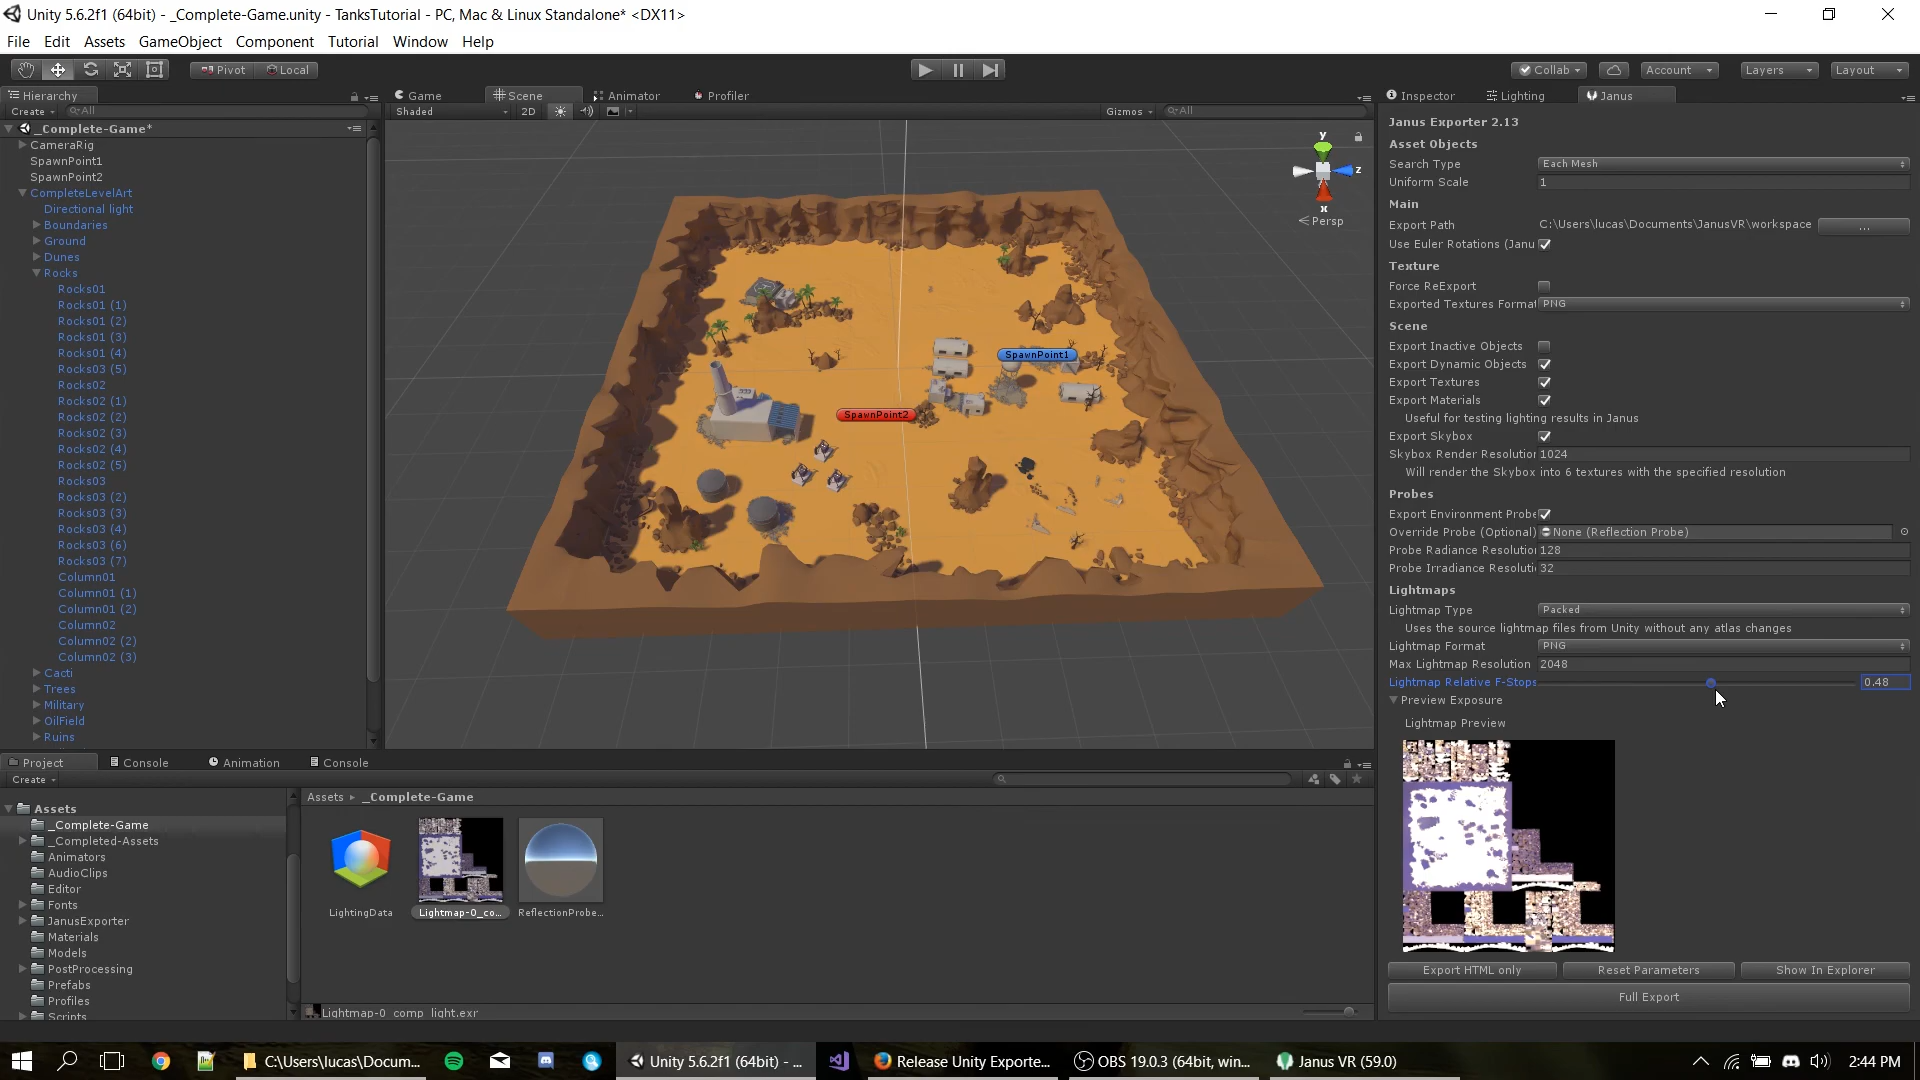 Unity 5.6.2f1 (64bit) - _Complete-Game.unity - TanksTutorial - PC, Mac & Linux Standalone* <DX11>
File Edit Assets GameObject Component Tutorial Window Help
Pivot Local
Collab Account Layers Layout
Hierarchy
Create All
_Complete-Game*
CameraRig
SpawnPoint1
SpawnPoint2
CompleteLevelArt
Directional light
Boundaries
Ground
Dunes
Rocks
Rocks01
Rocks01 (1)
Rocks01 (2)
Rocks01 (3)
Rocks01 (4)
Rocks03 (5)
Rocks02
Rocks02 (1)
Rocks02 (2)
Rocks02 (3)
Rocks02 (4)
Rocks02 (5)
Rocks03
Rocks03 (2)
Rocks03 (3)
Rocks03 (4)
Rocks03 (6)
Rocks03 (7)
Column01
Column01 (1)
Column01 (2)
Column02
Column02 (2)
Column02 (3)
Cacti
Trees
Military
OilField
Ruins
Game Scene Animator Profiler
Shaded 2D Gizmos All
y
z
x
Persp
SpawnPoint1
SpawnPoint2
Inspector Lighting Janus
Janus Exporter 2.13
Asset Objects
Search Type Each Mesh
Uniform Scale 1
Main
Export Path C:\Users\lucas\Documents\JanusVR\workspace ...
Use Euler Rotations (Janu
Texture
Force ReExport
Exported Textures Format PNG
Scene
Export Inactive Objects
Export Dynamic Objects
Export Textures
Export Materials
Useful for testing lighting results in Janus
Export Skybox
Skybox Render Resolution 1024
Will render the Skybox into 6 textures with the specified resolution
Probes
Export Environment Probe
Override Probe (Optional) None (Reflection Probe)
Probe Radiance Resolution 128
Probe Irradiance Resoluti 32
Lightmaps
Lightmap Type Packed
Uses the source lightmap files from Unity without any atlas changes
Lightmap Format PNG
Max Lightmap Resolution 2048
Lightmap Relative F-Stops 0.48
Preview Exposure
Lightmap Preview
Export HTML only Reset Parameters Show In Explorer
Full Export
Project Console Animation Console
Create
Assets
_Complete-Game
_Completed-Assets
Animators
AudioClips
Editor
Fonts
JanusExporter
Materials
Models
PostProcessing
Prefabs
Profiles
Scripts
Assets _Complete-Game
LightingData Lightmap-0_co... ReflectionProbe...
Lightmap-0_comp_light.exr
C:\Users\lucas\Docum... Unity 5.6.2f1 (64bit) - ... Release Unity Exporte... OBS 19.0.3 (64bit, win... Janus VR (59.0) 2:44 PM